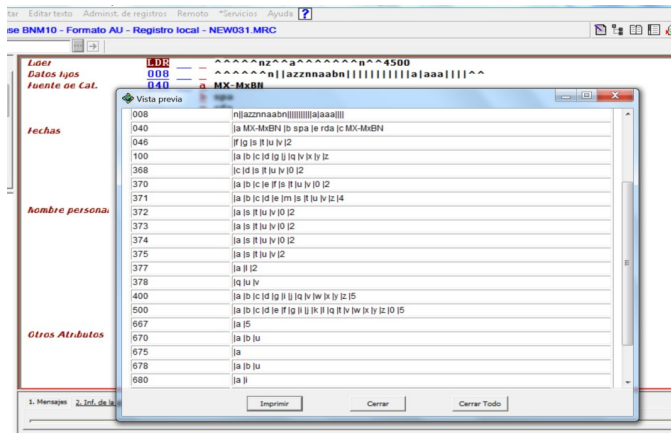 tar Editar texto Administ. de registros Remoto *Servicios Ayuda ?
se BNM10 - Formato AU - Registro local - NEW031.MRC
Líder LDR ^^^^^nz^^a^^^^^^^n^^4500
Datos fijos 008 ^^^^^^n||azznnaabn|||||||||||a|aaa||||^^
Fuente de Cat. 040 a MX-MxBN
Vista previa
008 n||azznnaabn|||||||||||a|aaa||||
040 |a MX-MxBN |b spa |e rda |c MX-MxBN
Fechas
046 |f |g |s |t |u |v |2
100 |a |b |c |d |g |j |q |v |x |y |z
368 |c |d |s |t |u |v |0 |2
370 |a |b |c |e |f |s |t |u |v |0 |2
371 |a |b |c |d |e |m |s |t |u |v |z |4
Nombre personal
372 |a |s |t |u |v |0 |2
373 |a |s |t |u |v |0 |2
374 |a |s |t |u |v |0 |2
375 |a |s |t |u |v |2
377 |a |l |2
378 |q |u |v
400 |a |b |c |d |g |i |j |q |v |w |x |y |z |5
500 |a |b |c |d |e |f |g |i |j |k |l |q |t |v |w |x |y |z |0 |5
667 |a |5
Otros Atributos
670 |a |b |u
675 |a
678 |a |b |u
680 |a |i
1. Mensajes 2. Inf. de la
Imprimir Cerrar Cerrar Todo